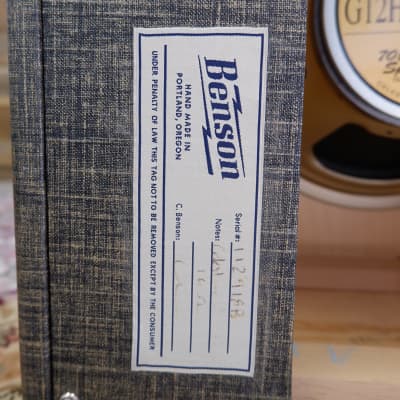 Benson
HAND MADE IN
PORTLAND, OREGON
UNDER PENALTY OF LAW THIS TAG NOT TO BE REMOVED EXCEPT BY THE CONSUMER
Serial #:
Notes:
C. Benson:
G12H
70